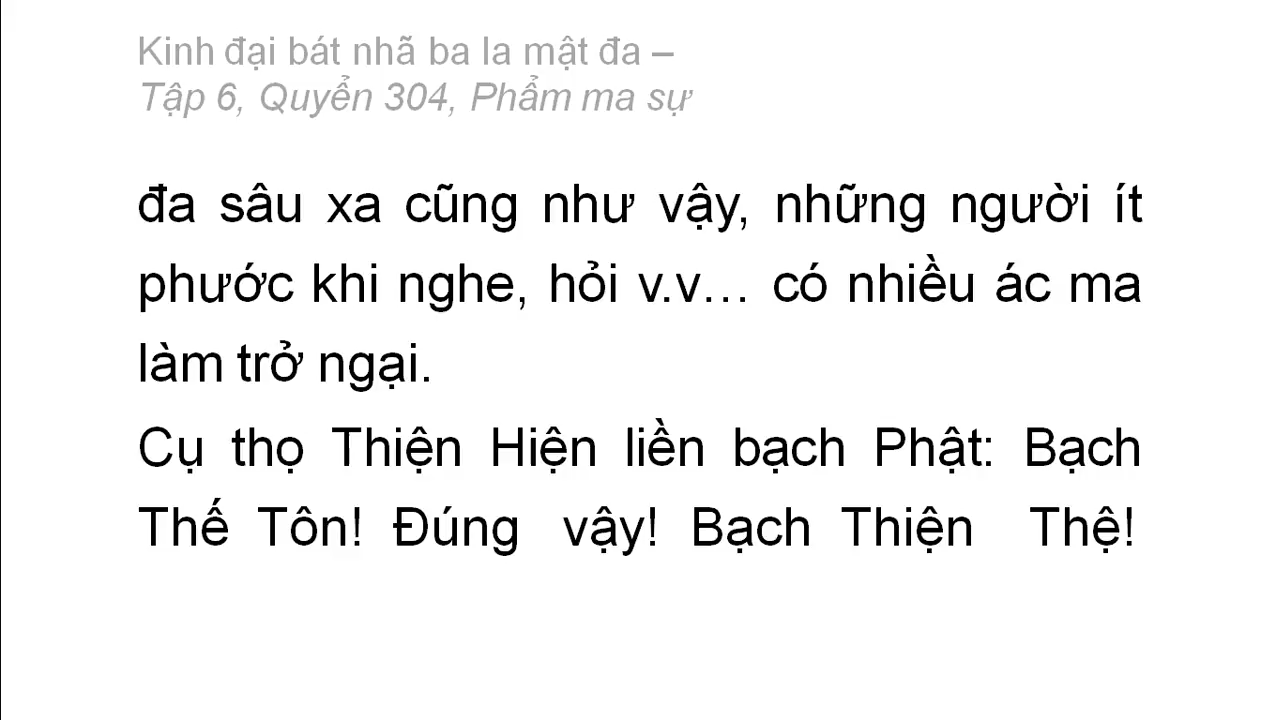 Kinh đại bát nhã ba la mật đa –
Tập 6, Quyển 304, Phẩm ma sự
đa sâu xa cũng như vậy, những người ít
phước khi nghe, hỏi v.v… có nhiều ác ma
làm trở ngại.
Cụ thọ Thiện Hiện liền bạch Phật: Bạch
Thế Tôn! Đúng vậy! Bạch Thiện Thệ!